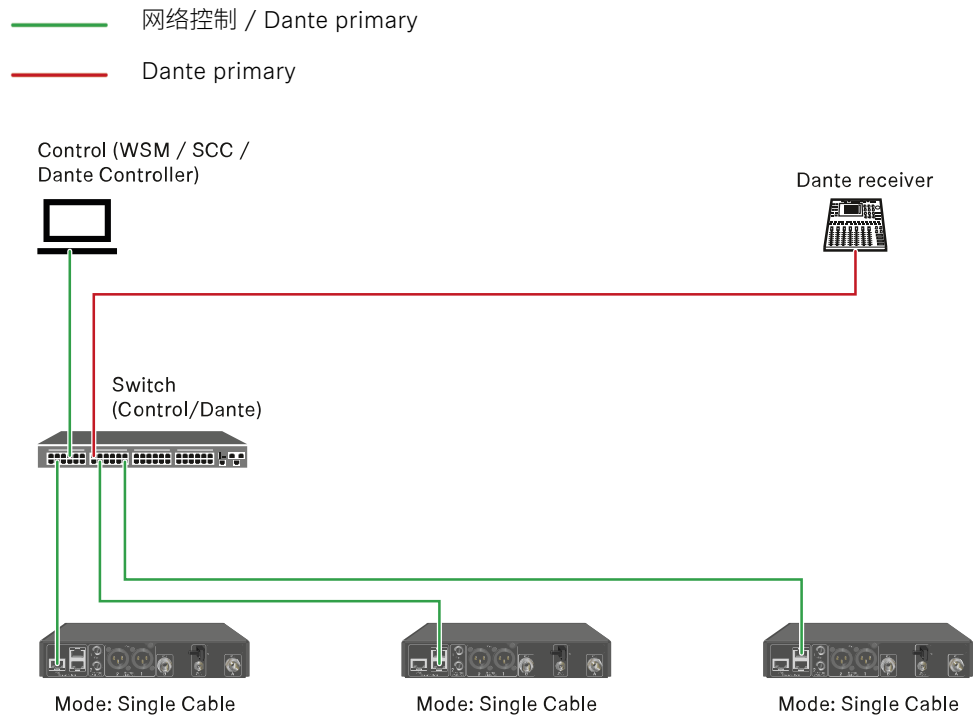 网络控制 / Dante primary
Dante primary
Control (WSM / SCC /
Dante Controller)
Dante receiver
Switch
(Control/Dante)
Mode: Single Cable
Mode: Single Cable
Mode: Single Cable